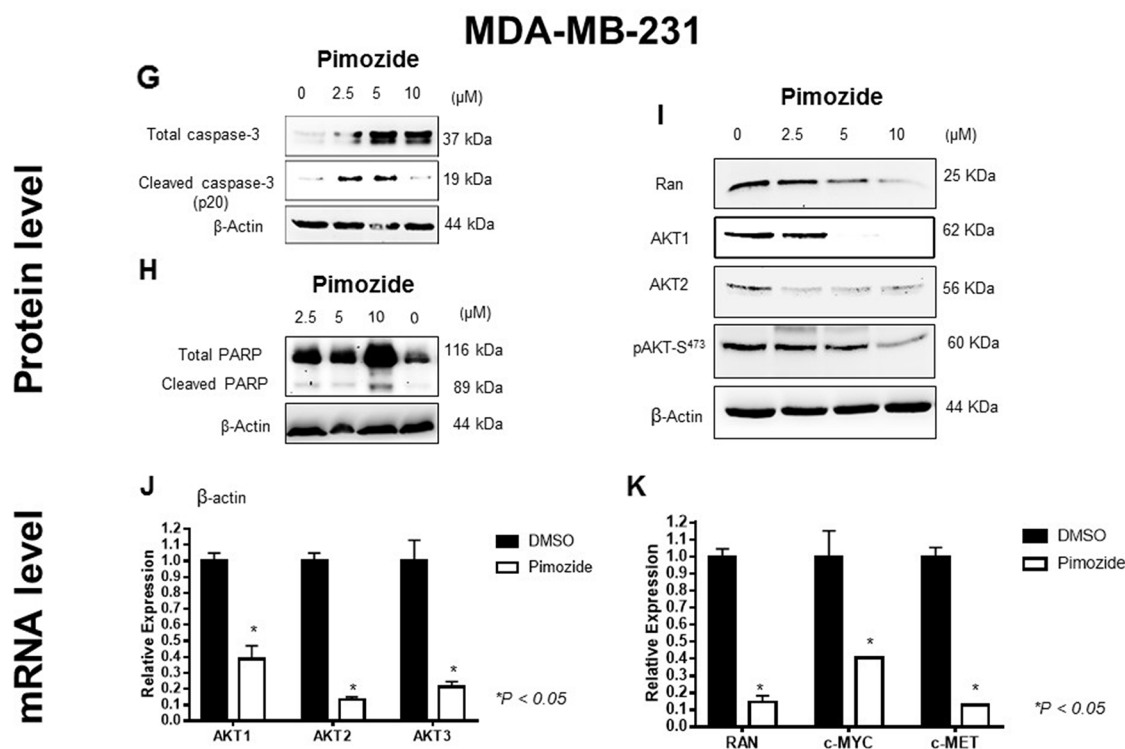 MDA-MB-231
Protein level
G
Pimozide
0 2.5 5 10 (μM)
Total caspase-3 37 kDa
Cleaved caspase-3 19 kDa
(p20)
β-Actin 44 kDa
H
Pimozide
2.5 5 10 0 (μM)
Total PARP 116 kDa
Cleaved PARP 89 kDa
β-Actin 44 kDa
I
Pimozide
0 2.5 5 10 (μM)
Ran 25 KDa
AKT1 62 KDa
AKT2 56 KDa
pAKT-S473 60 KDa
β-Actin 44 KDa
mRNA level
J
β-actin
Relative Expression
1.2
1.1
1.0
0.9
0.8
0.7
0.6
0.5
0.4
0.3
0.2
0.1
0.0
* * *
AKT1 AKT2 AKT3
DMSO
Pimozide
*P < 0.05
K
Relative Expression
1.2
1.1
1.0
0.9
0.8
0.7
0.6
0.5
0.4
0.3
0.2
0.1
0.0
* * *
RAN c-MYC c-MET
DMSO
Pimozide
*P < 0.05